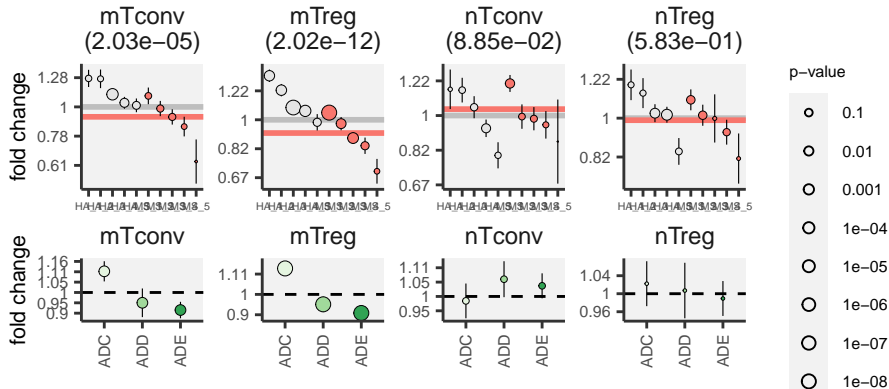 mTconv
(2.03e−05)
mTreg
(2.02e−12)
nTconv
(8.85e−02)
nTreg
(5.83e−01)
fold change
1.28
1
0.78
0.61
1.22
1
0.82
0.67
1.22
1
0.82
0.67
1.22
1
0.82
mTconv
mTreg
nTconv
nTreg
fold change
1.16
1.11
1.05
1
0.95
0.9
1.11
1
0.9
1.11
1.05
1
0.95
1.04
1
0.96
ADC
ADD
ADE
ADC
ADD
ADE
ADC
ADD
ADE
ADC
ADD
ADE
p−value
0.1
0.01
0.001
1e−04
1e−05
1e−06
1e−07
1e−08